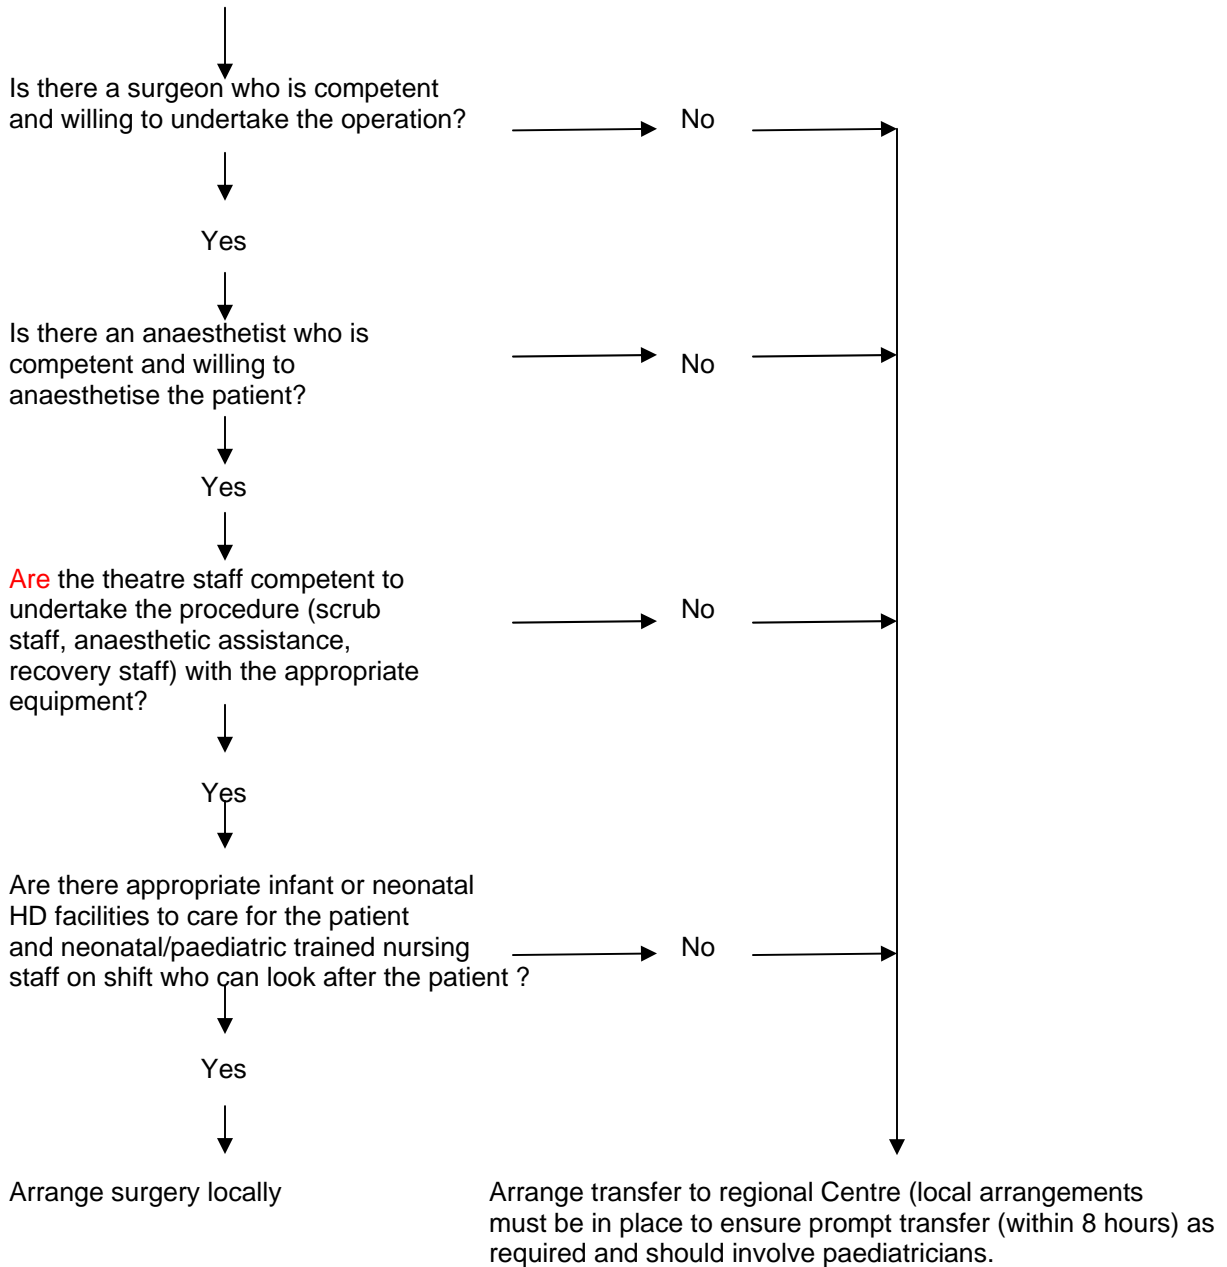 Is there a surgeon who is competent
and willing to undertake the operation?
No
Yes
Is there an anaesthetist who is
competent and willing to
anaesthetise the patient?
No
Yes
Are the theatre staff competent to
undertake the procedure (scrub
staff, anaesthetic assistance,
recovery staff) with the appropriate
equipment?
No
Yes
Are there appropriate infant or neonatal
HD facilities to care for the patient
and neonatal/paediatric trained nursing
staff on shift who can look after the patient ?
No
Yes
Arrange surgery locally
Arrange transfer to regional Centre (local arrangements
must be in place to ensure prompt transfer (within 8 hours) as
required and should involve paediatricians.